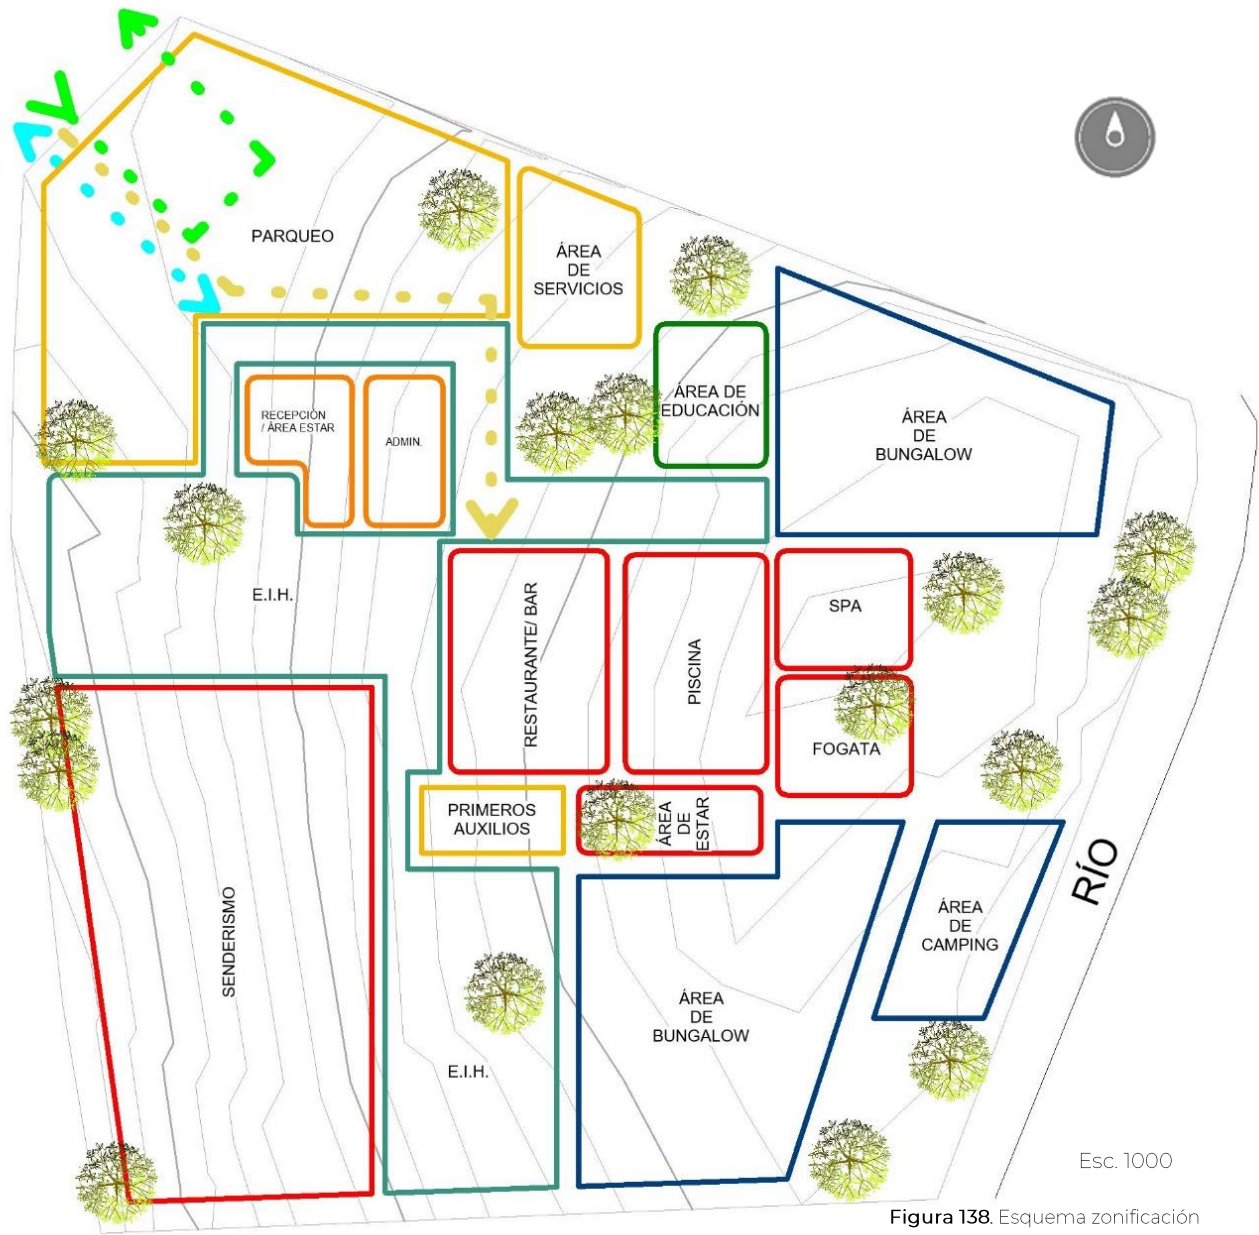 PARQUEO
ÁREA
DE
SERVICIOS
ÁREA DE
EDUCACIÓN
ÁREA
DE
BUNGALOW
RECEPCIÓN
/ ÁREA ESTAR
ADMIN.
E.I.H.
RESTAURANTE/ BAR
PISCINA
SPA
FOGATA
PRIMEROS
AUXILIOS
ÁREA
DE
ESTAR
SENDERISMO
RÍO
ÁREA
DE
CAMPING
ÁREA
DE
BUNGALOW
E.I.H.
Esc. 1000
Figura 138. Esquema zonificación